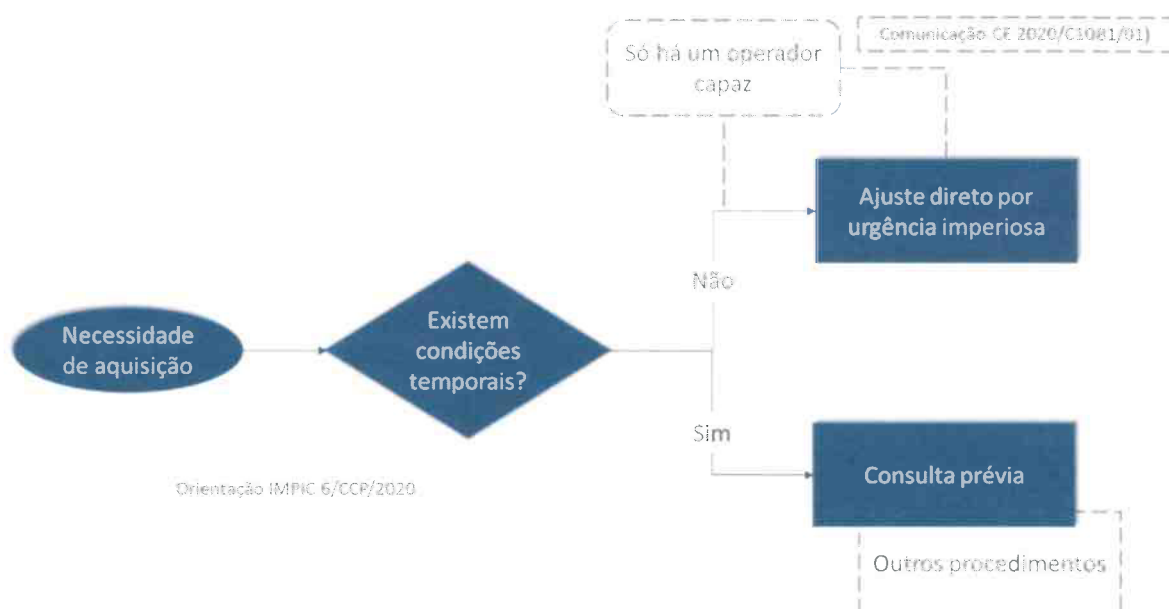 Comunicação CE 2020/C1081/01)
Só há um operador
capaz
Ajuste direto por
urgência imperiosa
Não
Necessidade
de aquisição
Existem
condições
temporais?
Sim
Consulta prévia
Orientação IMPIC 6/CCP/2020
Outros procedimentos